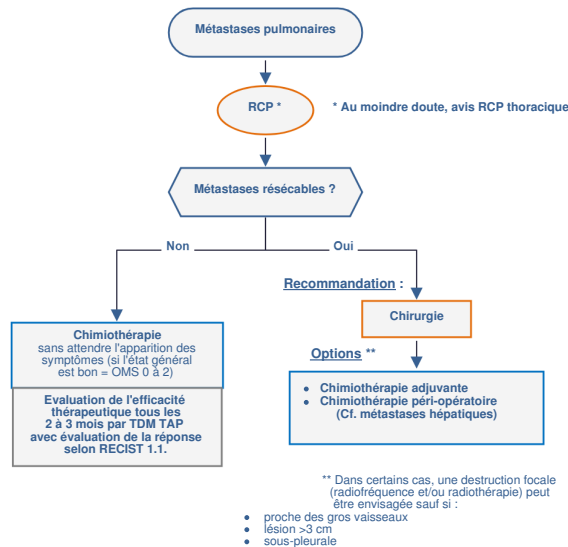 Métastases pulmonaires
RCP *
* Au moindre doute, avis RCP thoracique
Métastases résécables ?
Non
Oui
Recommandation :
Chirurgie
Chimiothérapie
sans attendre l'apparition des
symptômes (si l'état général
est bon = OMS 0 à 2)
Evaluation de l'efficacité
thérapeutique tous les
2 à 3 mois par TDM TAP
avec évaluation de la réponse
selon RECIST 1.1.
Options **
● Chimiothérapie adjuvante
● Chimiothérapie péri-opératoire
(Cf. métastases hépatiques)
** Dans certains cas, une destruction focale
(radiofréquence et/ou radiothérapie) peut
être envisagée sauf si :
● proche des gros vaisseaux
● lésion >3 cm
● sous-pleurale